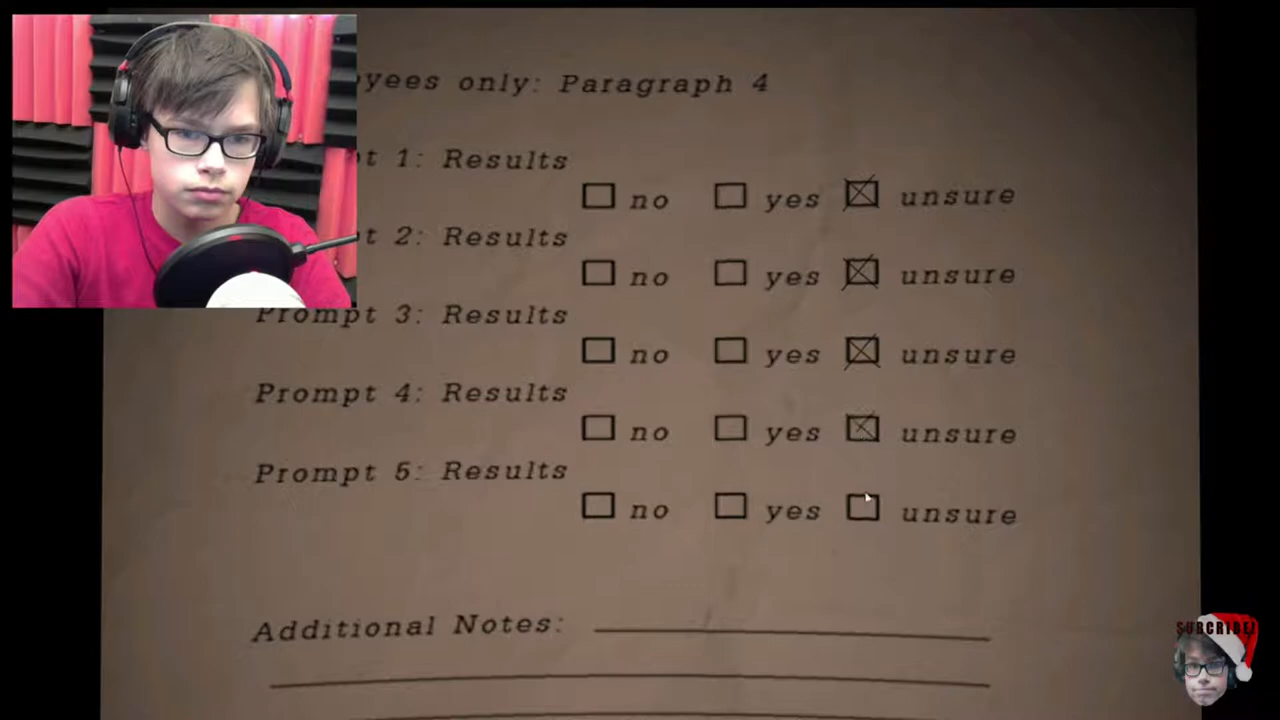 yees only: Paragraph 4
t 1: Results
no yes unsure
t 2: Results
no yes unsure
Prompt 3: Results
no yes unsure
Prompt 4: Results
no yes unsure
Prompt 5: Results
no yes unsure
Additional Notes:
SUBCRIBE!